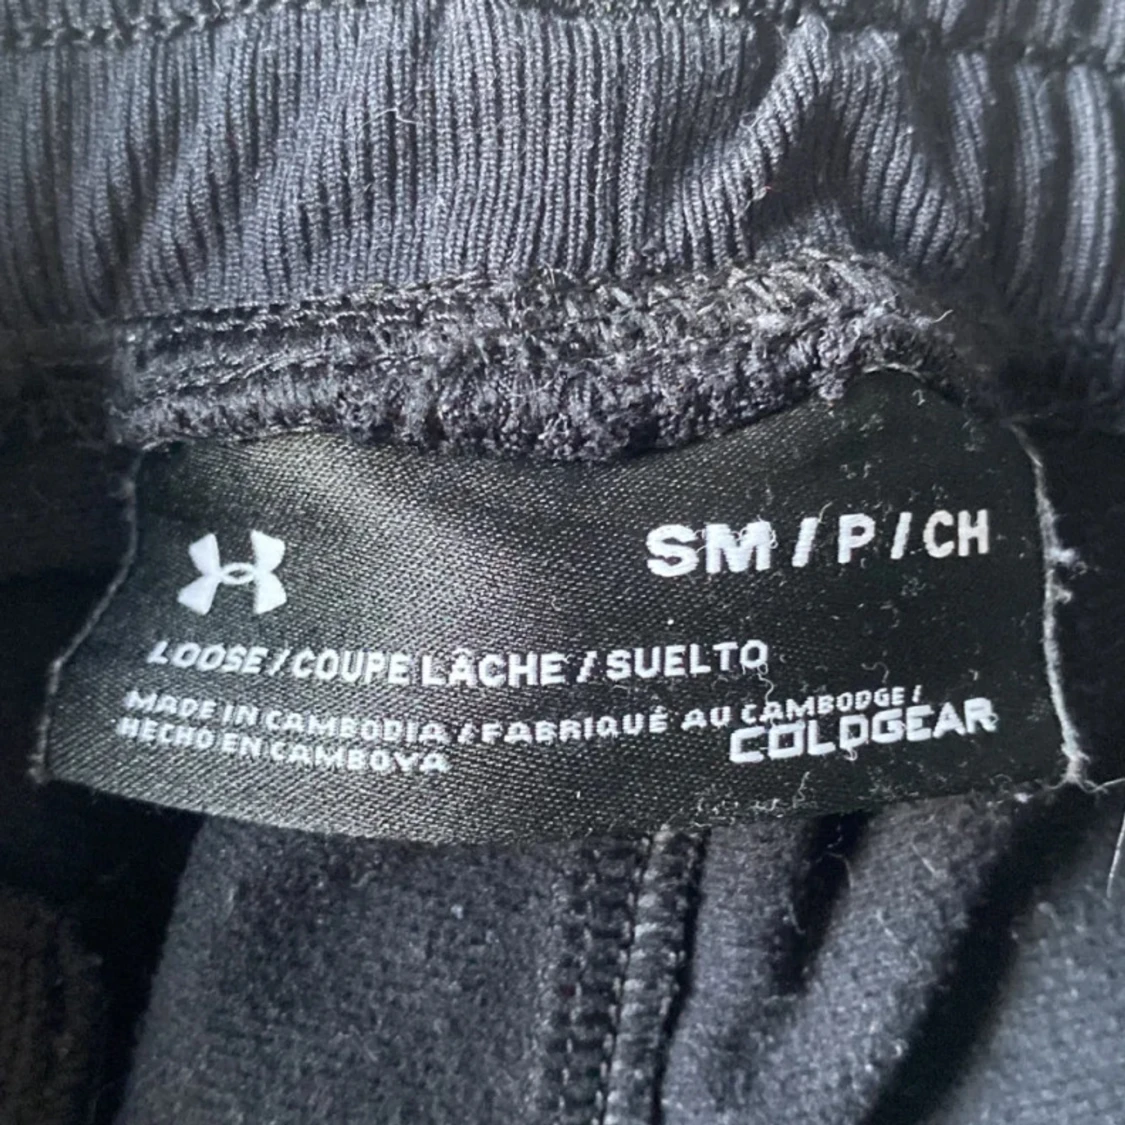 SM / P / CH
LOOSE / COUPE LÂCHE / SUELTO
MADE IN CAMBODIA / FABRIQUÉ AU CAMBODGE /
HECHO EN CAMBOYA
COLDGEAR